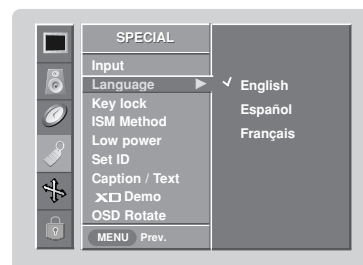 SPECIAL
Input
Language ▶
Key lock
ISM Method
Low power
Set ID
Caption / Text
XD Demo
OSD Rotate
MENU Prev.
✓ English
Español
Français